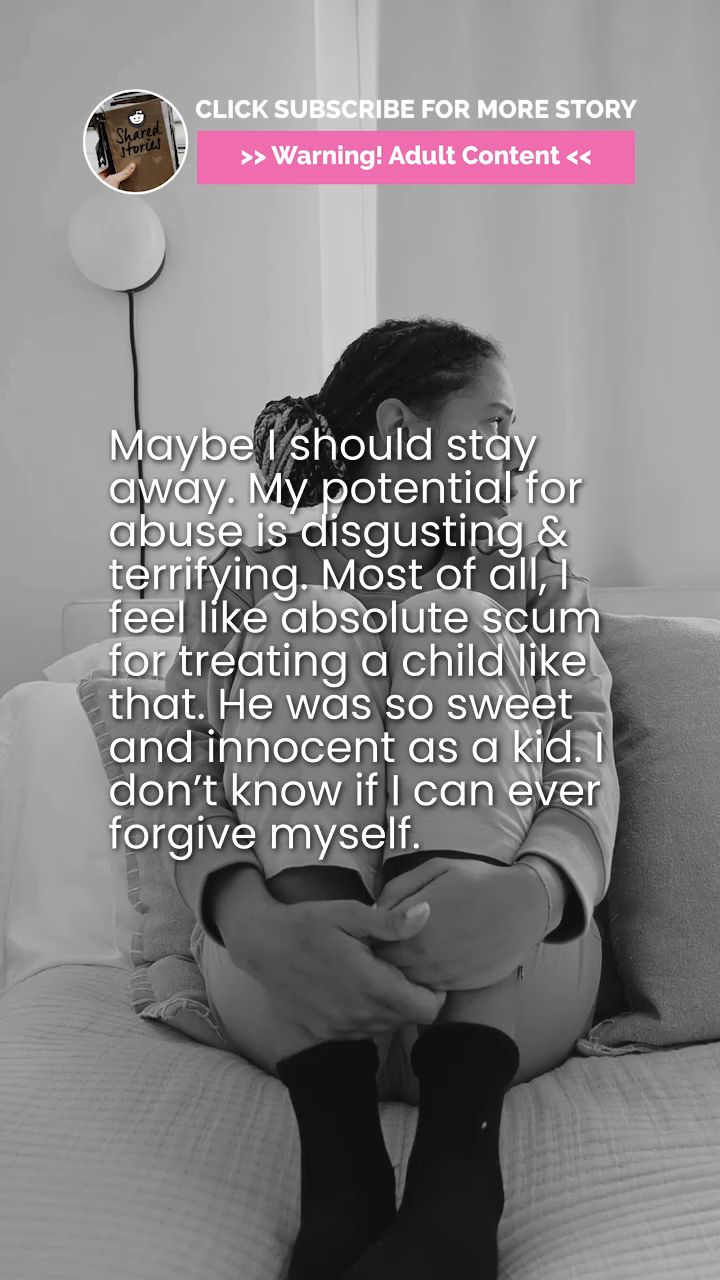 CLICK SUBSCRIBE FOR MORE STORY
Shared
stories
>> Warning! Adult Content <<
Maybe I should stay
away. My potential for
abuse is disgusting &
terrifying. Most of all, I
feel like absolute scum
for treating a child like
that. He was so sweet
and innocent as a kid. I
don’t know if I can ever
forgive myself.